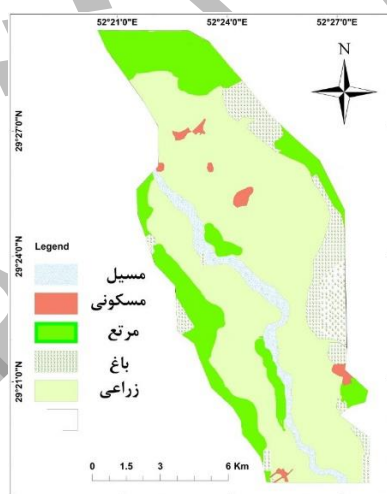 52°21'0"E 52°24'0"E 52°27'0"E
N
29°27'0"N
29°24'0"N
29°21'0"N
Legend
مسیل
مسکونی
مرتع
باغ
زراعی
0 1.5 3 6 Km